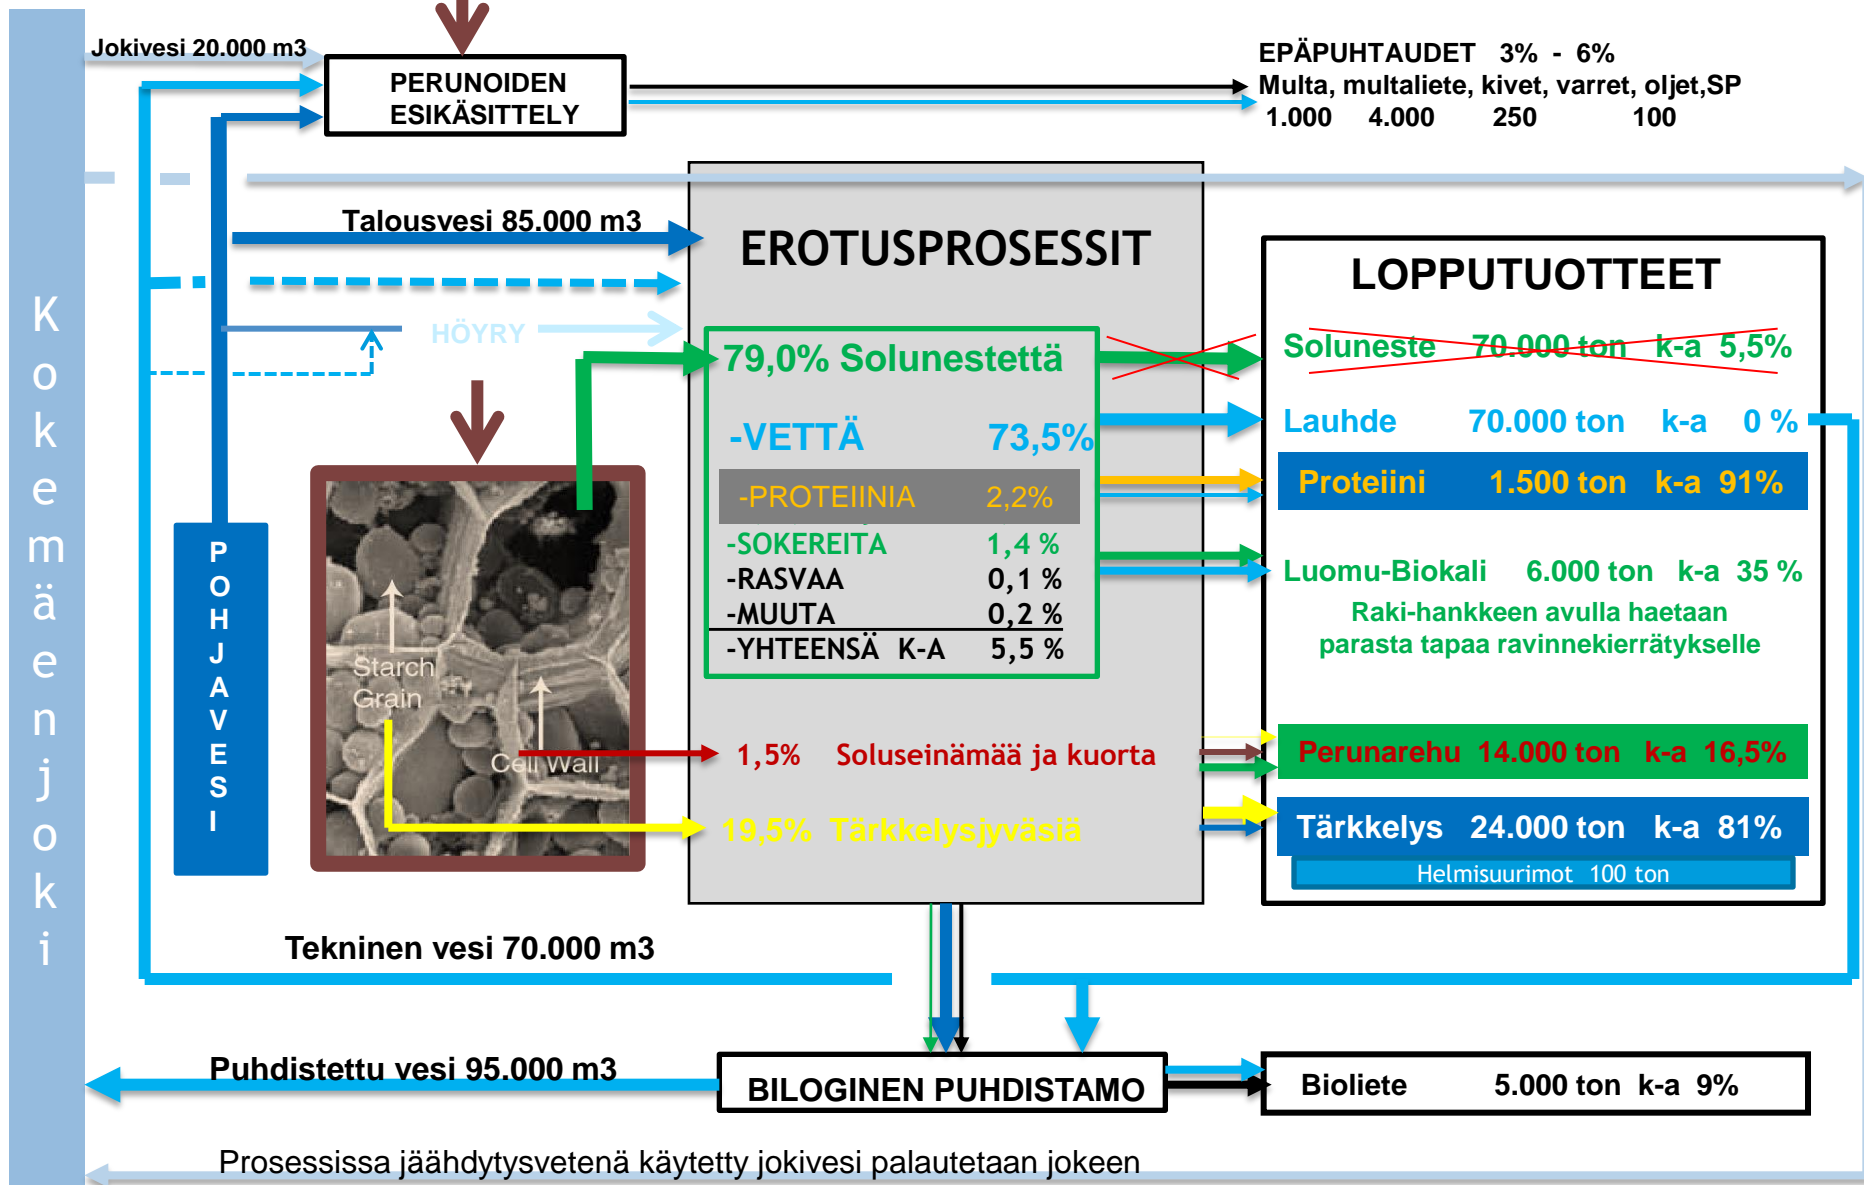 Jokivesi 20.000 m3
PERUNOIDEN
ESIKÄSITTELY
EPÄPUHTAUDET 3% - 6%
Multa, multaliete, kivet, varret, oljet,SP
1.000 4.000 250 100
Talousvesi 85.000 m3
HÖYRY
Kokemäenjoki
POHJAVESI
Starch
Grain
Cell Wall
EROTUSPROSESSIT
79,0% Solunestettä
-VETTÄ 73,5%
-PROTEIINIA 2,2%
-SOKEREITA 1,4 %
-RASVAA 0,1 %
-MUUTA 0,2 %
-YHTEENSÄ K-A 5,5 %
1,5% Soluseinämää ja kuorta
19,5% Tärkkelysjyväsiä
LOPPUTUOTTEET
Soluneste 70.000 ton k-a 5,5%
Lauhde 70.000 ton k-a 0 %
Proteiini 1.500 ton k-a 91%
Luomu-Biokali 6.000 ton k-a 35 %
Raki-hankkeen avulla haetaan
parasta tapaa ravinnekierrätykselle
Perunarehu 14.000 ton k-a 16,5%
Tärkkelys 24.000 ton k-a 81%
Helmisuurimot 100 ton
Tekninen vesi 70.000 m3
Puhdistettu vesi 95.000 m3
BILOGINEN PUHDISTAMO
Bioliete 5.000 ton k-a 9%
Prosessissa jäähdytysvetenä käytetty jokivesi palautetaan jokeen